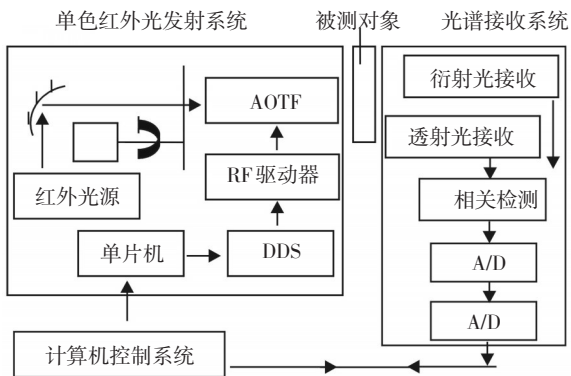 单色红外光发射系统
被测对象
光谱接收系统
衍射光接收
AOTF
透射光接收
RF驱动器
红外光源
相关检测
单片机
DDS
A/D
A/D
计算机控制系统